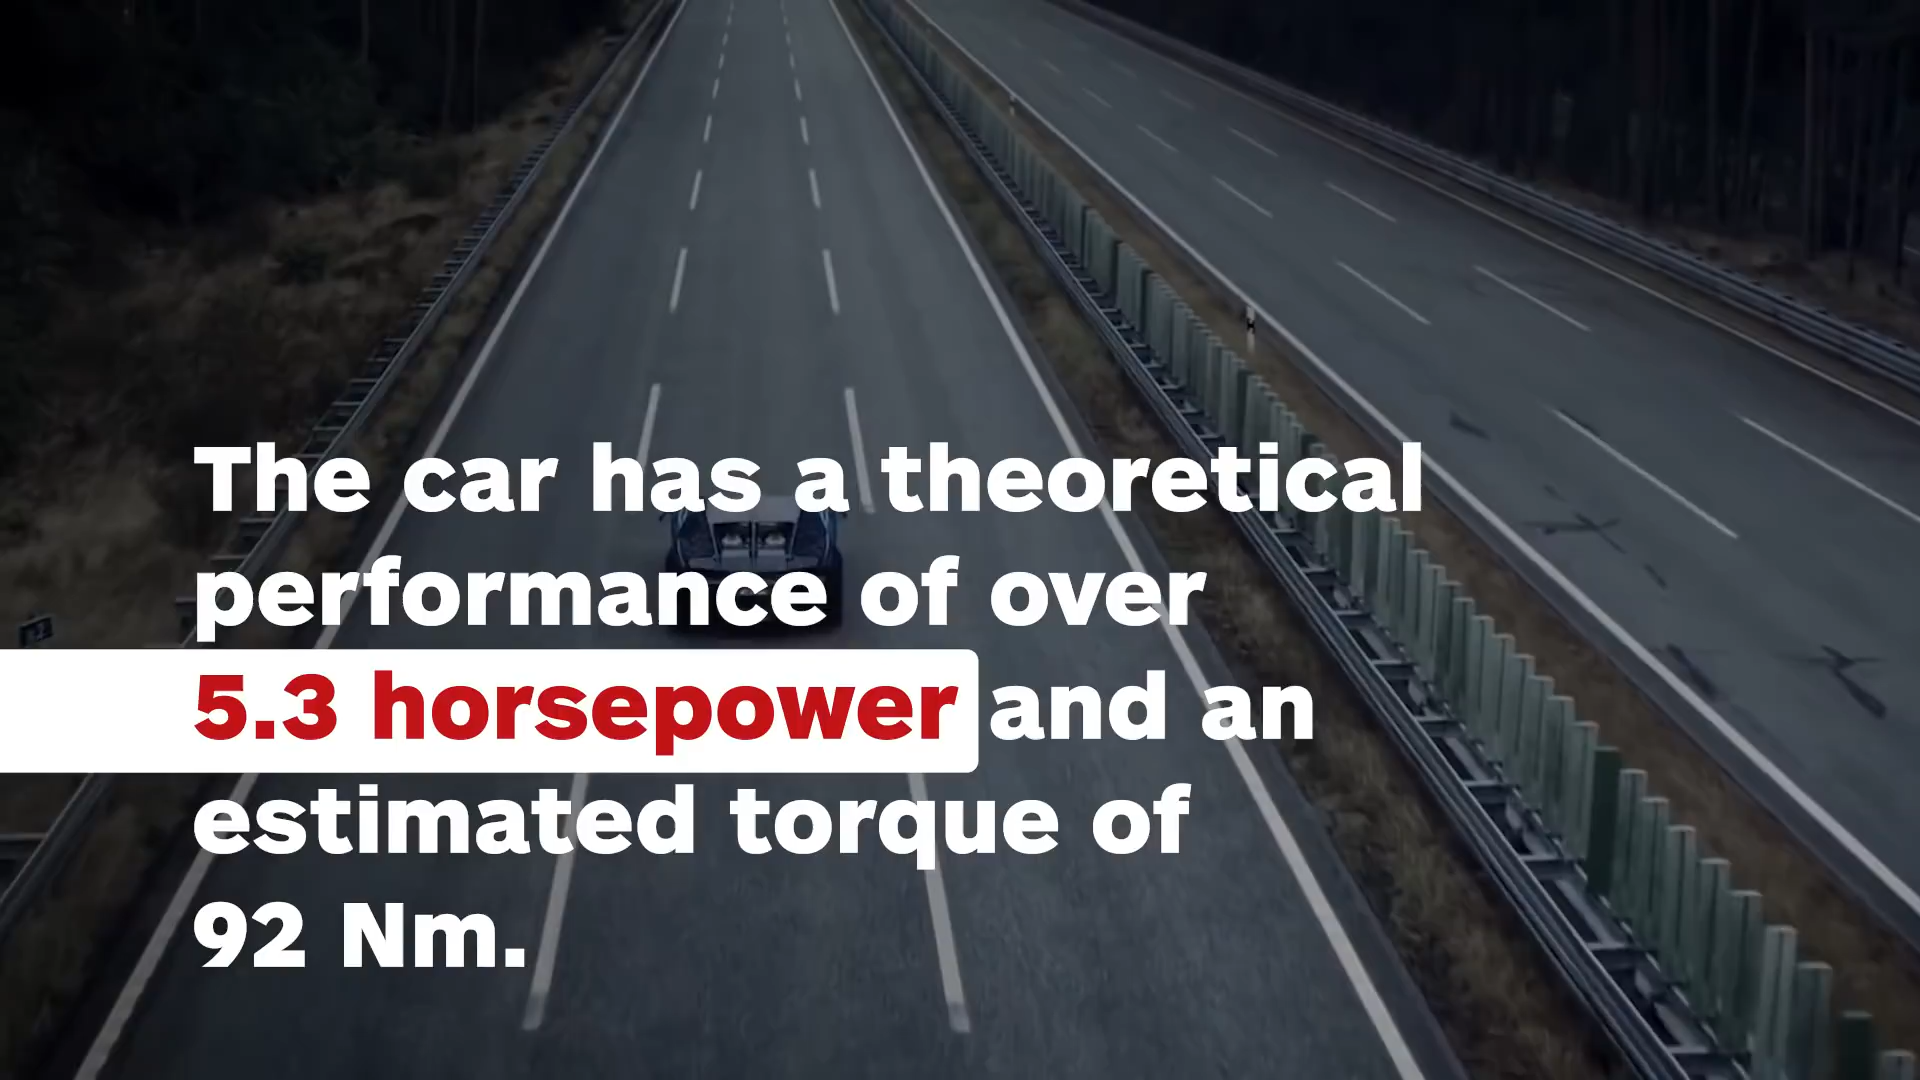 The car has a theoretical
performance of over
5.3 horsepower and an
estimated torque of
92 Nm.